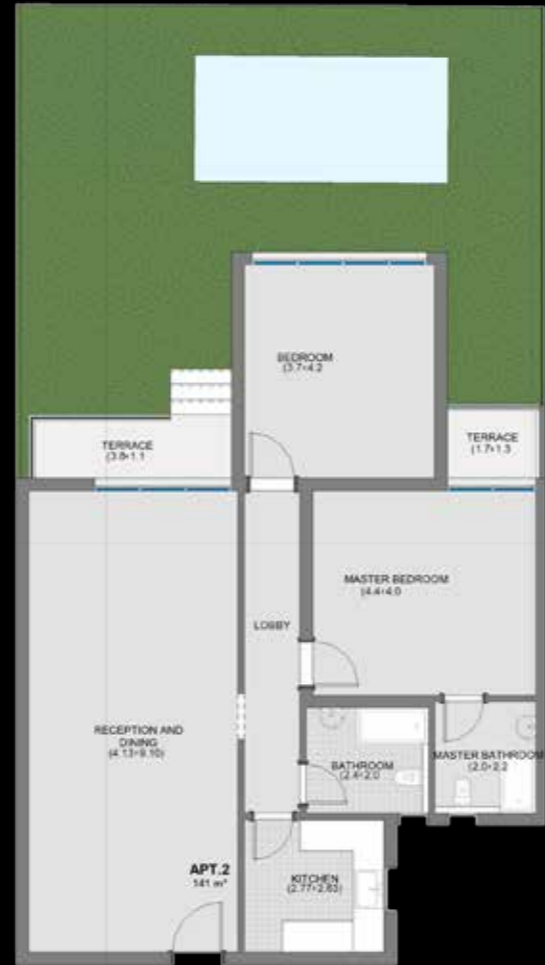 BEDROOM
(3.7×4.2
TERRACE
(3.8×1.1
TERRACE
(1.7×1.3
MASTER BEDROOM
(4.4×4.0
LOBBY
RECEPTION AND
DINING
(4.13×9.10)
BATHROOM
(2.4×2.0
MASTER BATHROOM
(2.0×2.2
APT.2
141 m²
KITCHEN
(2.77×2.63)